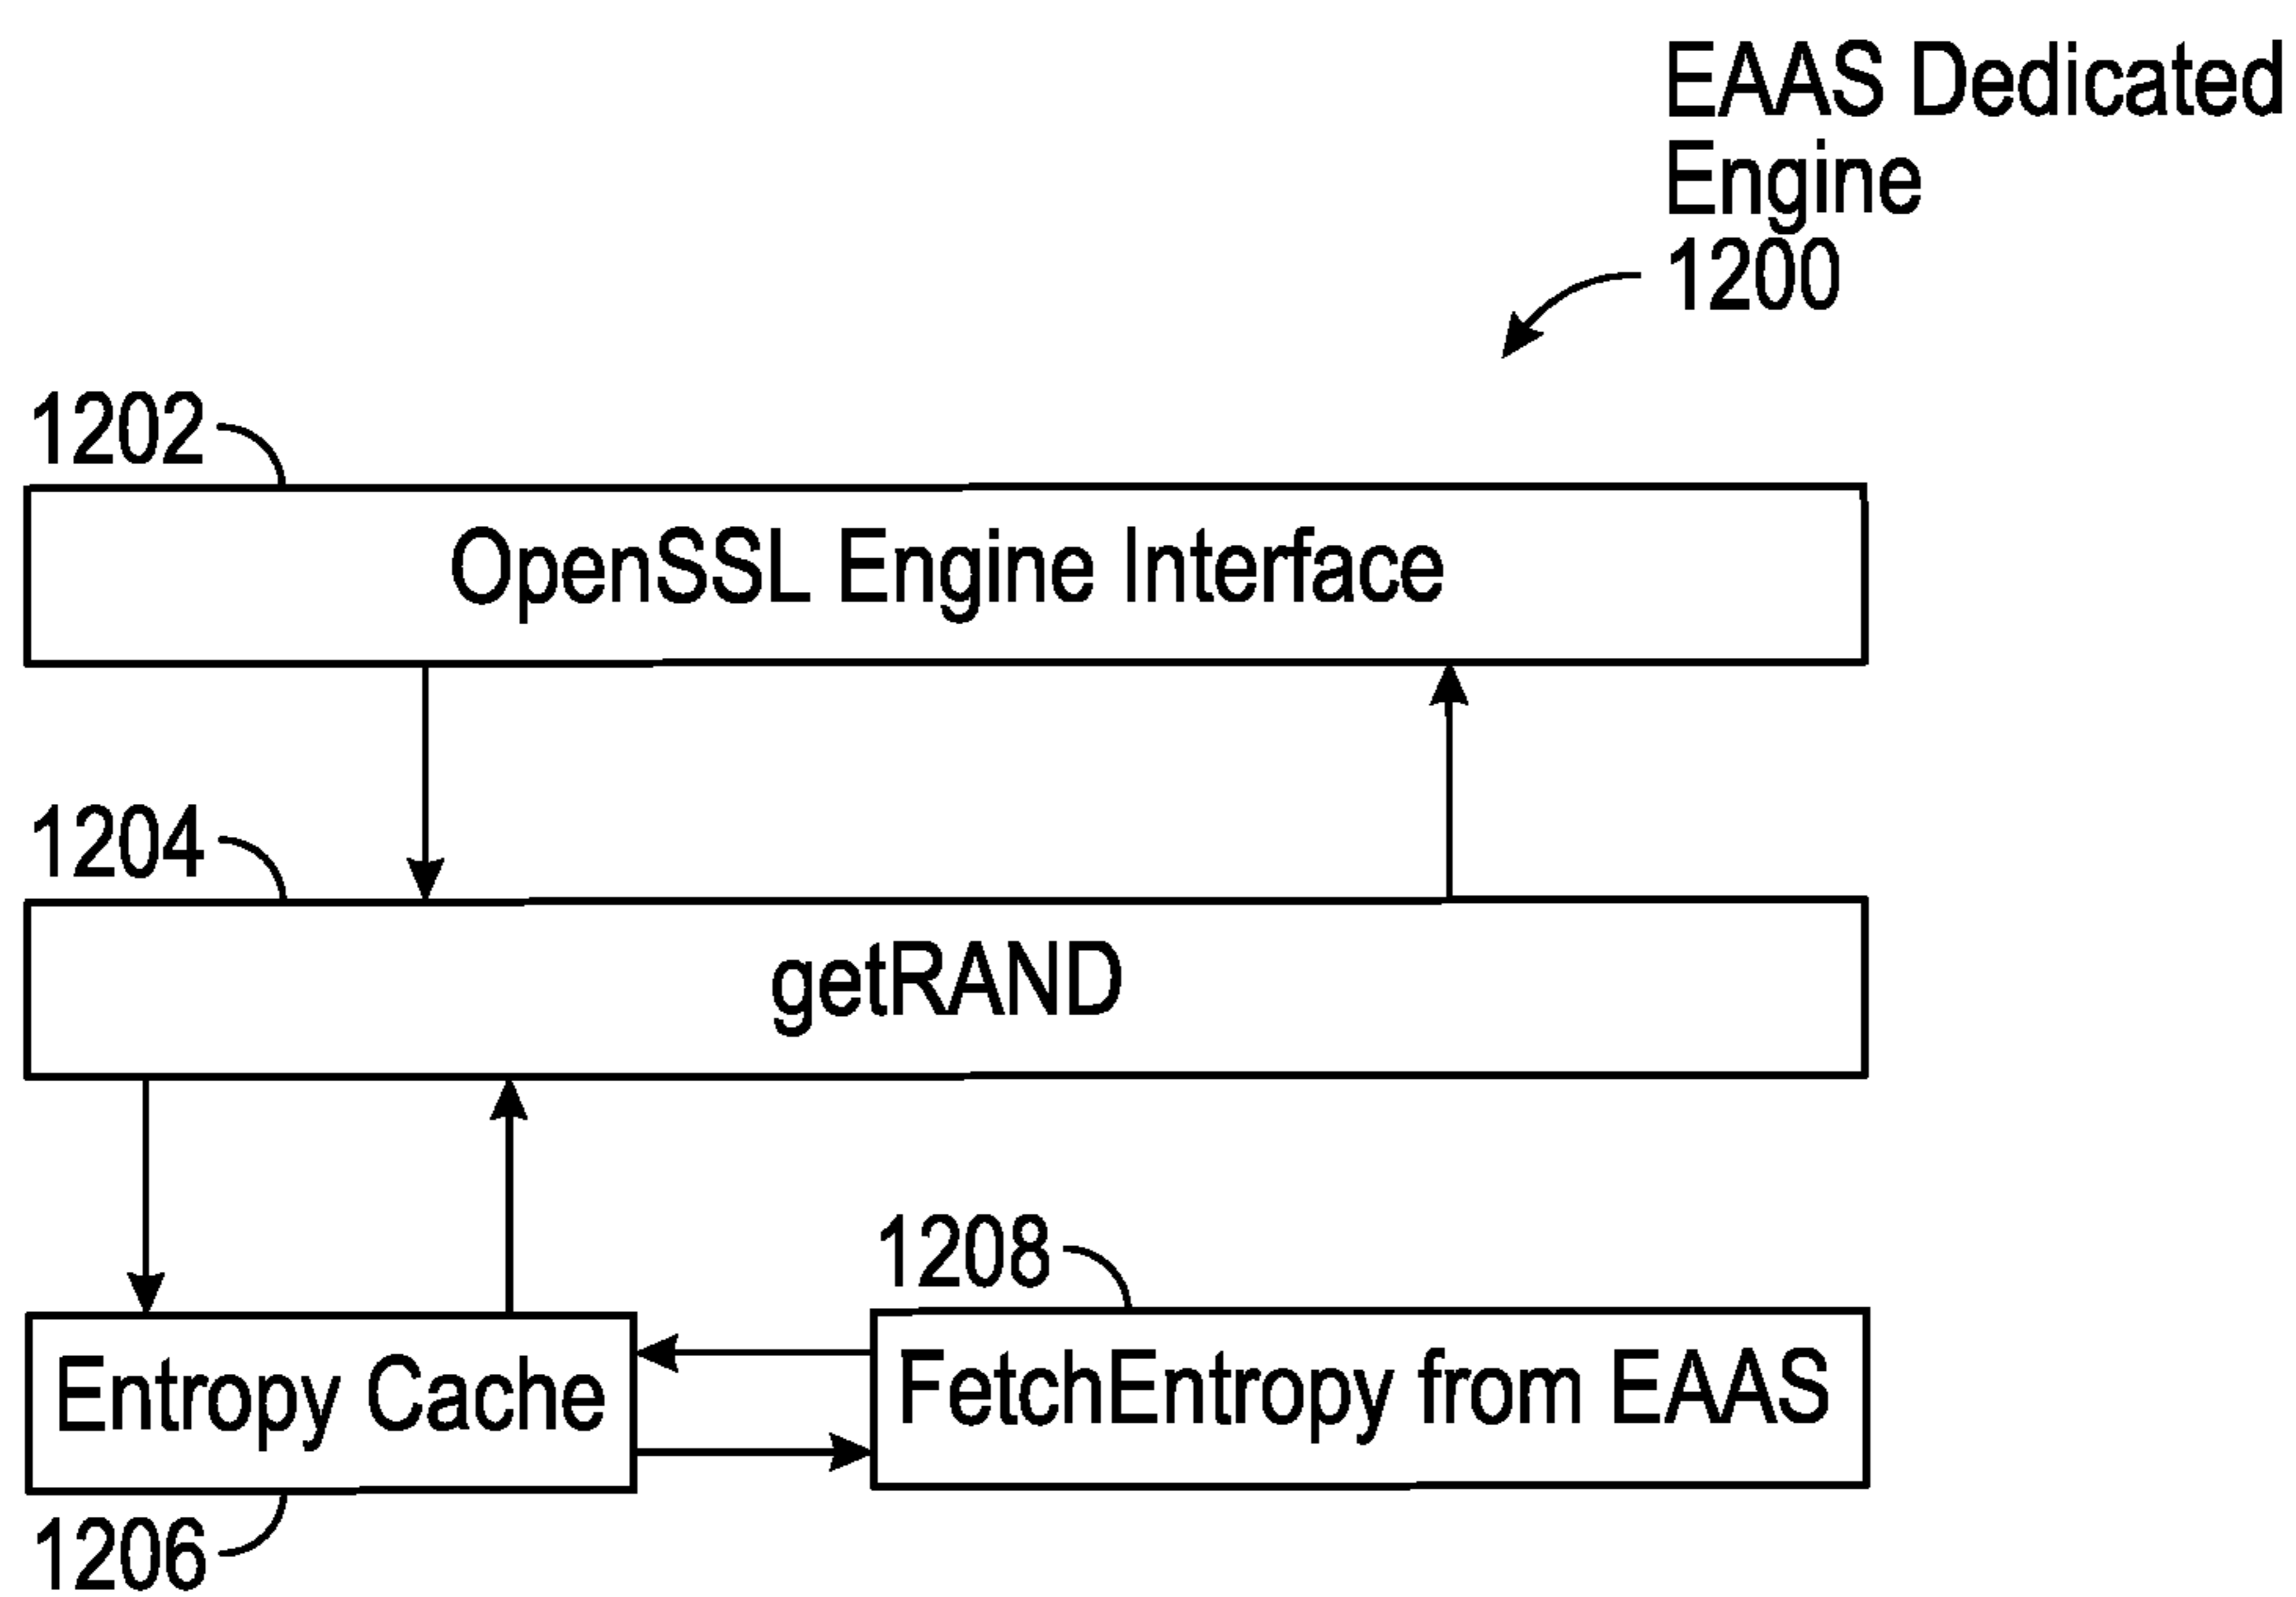 EAAS Dedicated
Engine
1200
1202
OpenSSL Engine Interface
1204
getRAND
1208
Entropy Cache
FetchEntropy from EAAS
1206